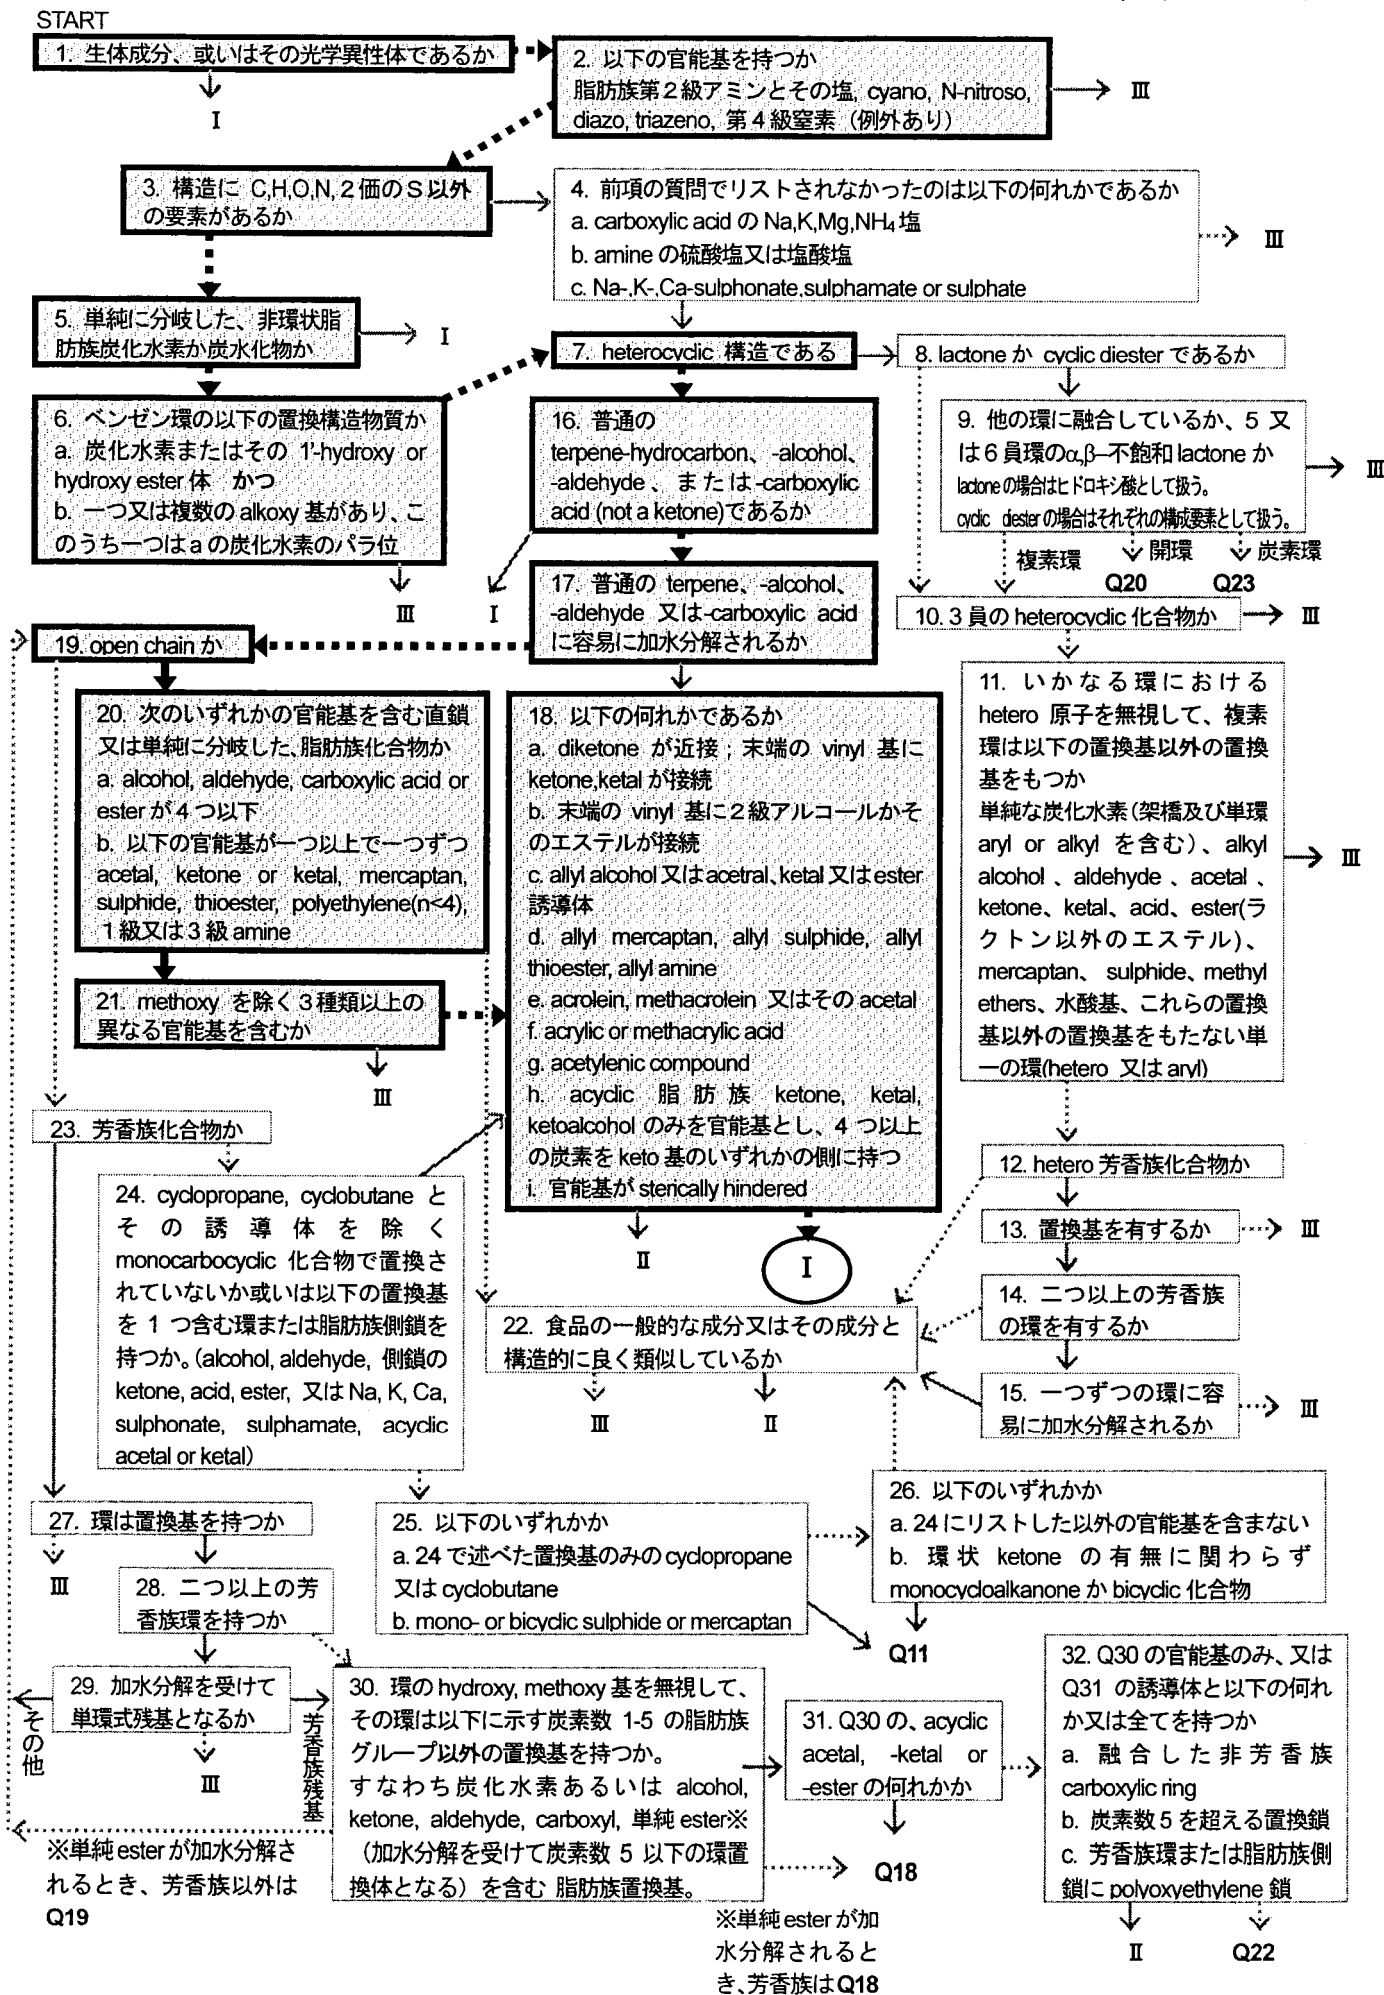 START
1. 生体成分、或いはその光学異性体であるか
I
2. 以下の官能基を持つか
脂肪族第2級アミンとその塩, cyano, N-nitroso,
diazo, triazeno, 第4級窒素（例外あり）
III
3. 構造に C,H,O,N,2価のS以外
の要素があるか
4. 前項の質問でリストされなかったのは以下の何れかであるか
a. carboxylic acid の Na,K,Mg,NH₄塩
b. amine の硫酸塩又は塩酸塩
c. Na-,K-,Ca-sulphonate,sulphamate or sulphate
III
5. 単純に分岐した、非環状脂
肪族炭化水素か炭水化物か
I
6. ベンゼン環の以下の置換構造物質か
a. 炭化水素またはその 1'-hydroxy or
hydroxy ester 体　かつ
b. 一つ又は複数の alkoxy 基があり、こ
のうち一つはaの炭化水素のパラ位
III
7. heterocyclic 構造である
8. lactone か cyclic diester であるか
9. 他の環に融合しているか、5 又
は6員環のα,β–不飽和 lactone か
lactoneの場合はヒドロキシ酸として扱う。
cyclic diesterの場合はそれぞれの構成要素として扱う。
III
複素環
開環
炭素環
Q20
Q23
10. 3 員の heterocyclic 化合物か
III
11. いかなる環における
hetero 原子を無視して、複素
環は以下の置換基以外の置換
基をもつか
単純な炭化水素(架橋及び単環
aryl or alkyl を含む)、alkyl
alcohol 、aldehyde 、acetal 、
ketone、ketal、acid、ester(ラ
クトン以外のエステル)、
mercaptan、 sulphide、methyl
ethers、水酸基、これらの置換
基以外の置換基をもたない単
一の環(hetero 又は aryl)
III
12. hetero 芳香族化合物か
13. 置換基を有するか
III
14. 二つ以上の芳香族
の環を有するか
15. 一つずつの環に容
易に加水分解されるか
III
16. 普通の
terpene-hydrocarbon、-alcohol、
-aldehyde 、または-carboxylic
acid (not a ketone)であるか
I
17. 普通の terpene、-alcohol、
-aldehyde 又は-carboxylic acid
に容易に加水分解されるか
18. 以下の何れかであるか
a. diketone が近接；末端の vinyl 基に
ketone,ketal が接続
b. 末端の vinyl 基に2級アルコールかそ
のエステルが接続
c. allyl alcohol 又は acetral、ketal 又は ester
誘導体
d. allyl mercaptan, allyl sulphide, allyl
thioester, allyl amine
e. acrolein, methacrolein 又はその acetal
f. acrylic or methacrylic acid
g. acetylenic compound
h. acyclic 脂肪族 ketone, ketal,
ketoalcohol のみを官能基とし、4 つ以上
の炭素を keto 基のいずれかの側に持つ
i. 官能基が sterically hindered
II
I
19. open chain か
20. 次のいずれかの官能基を含む直鎖
又は単純に分岐した、脂肪族化合物か
a. alcohol, aldehyde, carboxylic acid or
ester が4つ以下
b. 以下の官能基が一つ以上で一つずつ
acetal, ketone or ketal, mercaptan,
sulphide, thioester, polyethylene(n<4),
1級又は3級 amine
21. methoxy を除く3種類以上の
異なる官能基を含むか
III
22. 食品の一般的な成分又はその成分と
構造的に良く類似しているか
III
II
23. 芳香族化合物か
24. cyclopropane, cyclobutane と
その誘導体を除く
monocarbocyclic 化合物で置換さ
れていないか或いは以下の置換基
を 1 つ含む環または脂肪族側鎖を
持つか。(alcohol, aldehyde, 側鎖の
ketone, acid, ester, 又は Na, K, Ca,
sulphonate, sulphamate, acyclic
acetal or ketal)
25. 以下のいずれかか
a. 24 で述べた置換基のみの cyclopropane
又は cyclobutane
b. mono- or bicyclic sulphide or mercaptan
26. 以下のいずれかか
a. 24 にリストした以外の官能基を含まない
b. 環状 ketone の有無に関わらず
monocycloalkanone か bicyclic 化合物
Q11
27. 環は置換基を持つか
III
28. 二つ以上の芳
香族環を持つか
29. 加水分解を受けて
単環式残基となるか
その他
芳香族残基
III
30. 環の hydroxy, methoxy 基を無視して、
その環は以下に示す炭素数 1-5 の脂肪族
グループ以外の置換基を持つか。
すなわち炭化水素あるいは alcohol,
ketone, aldehyde, carboxyl, 単純 ester※
（加水分解を受けて炭素数 5 以下の環置
換体となる）を含む 脂肪族置換基。
31. Q30 の、acyclic
acetal, -ketal or
-ester の何れかか
Q18
32. Q30 の官能基のみ、又は
Q31 の誘導体と以下の何れ
か又は全てを持つか
a. 融合した非芳香族
carboxylic ring
b. 炭素数 5 を超える置換鎖
c. 芳香族環または脂肪族側
鎖に polyoxyethylene 鎖
II
Q22
※単純 ester が加水分解さ
れるとき、芳香族以外は
Q19
※単純 ester が加
水分解されると
き、芳香族はQ18